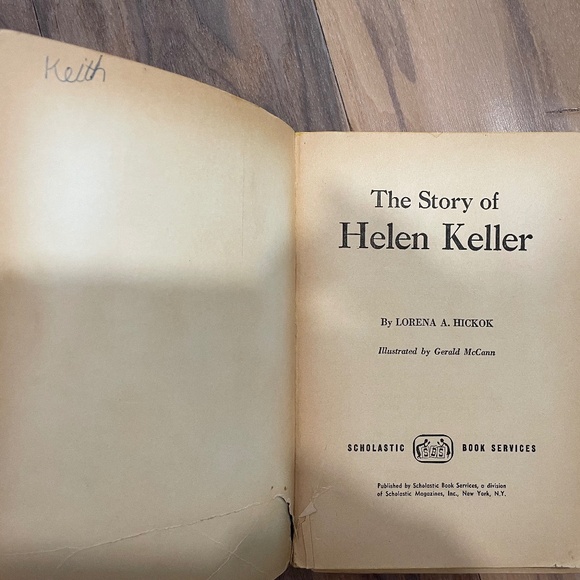 Keith
The Story of
Helen Keller
By LORENA A. HICKOK
Illustrated by Gerald McCann
SCHOLASTIC SBS BOOK SERVICES
Published by Scholastic Book Services, a division
of Scholastic Magazines, Inc., New York, N.Y.